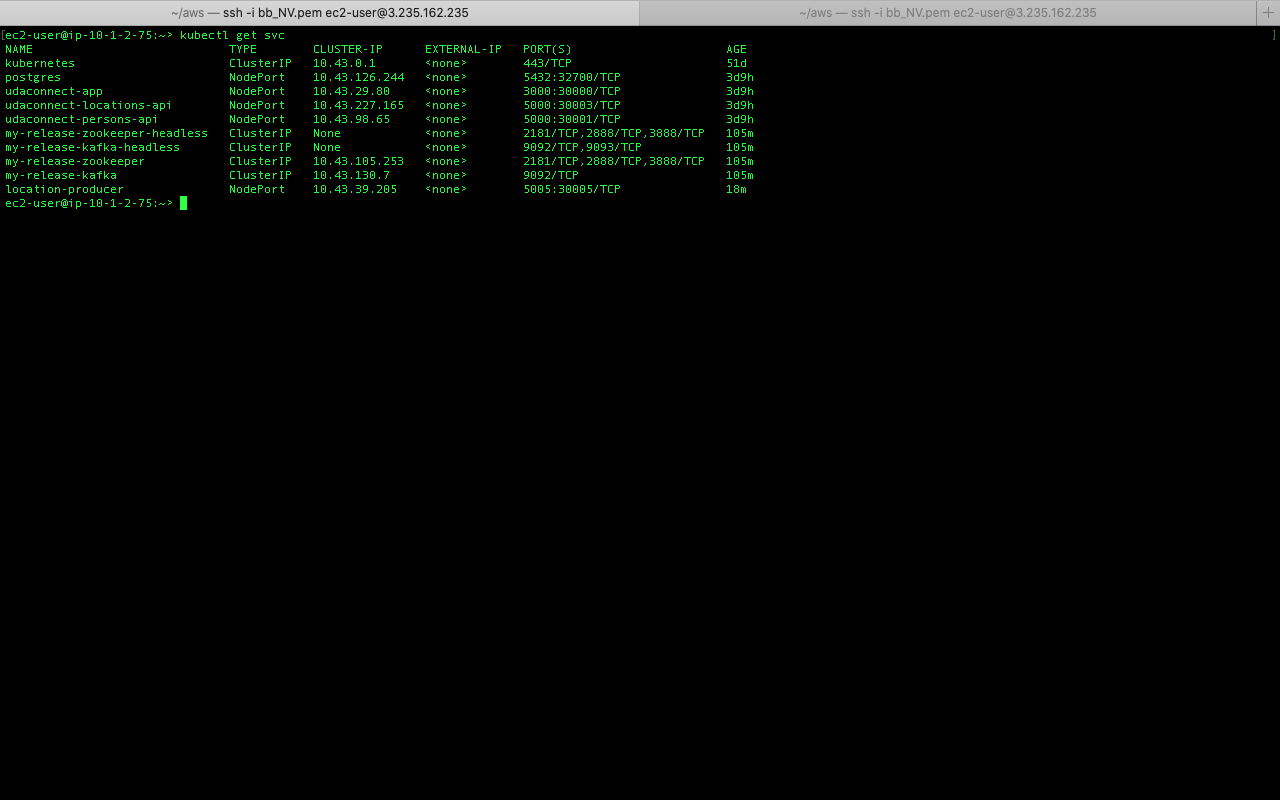 ~/aws — ssh -i bb_NV.pem ec2-user@3.235.162.235 ~/aws — ssh -i bb_NV.pem ec2-user@3.235.162.235 +
[ec2-user@ip-10-1-2-75:~> kubectl get svc ]
NAME TYPE CLUSTER-IP EXTERNAL-IP PORT(S) AGE
kubernetes ClusterIP 10.43.0.1 <none> 443/TCP 51d
postgres NodePort 10.43.126.244 <none> 5432:32700/TCP 3d9h
udaconnect-app NodePort 10.43.29.80 <none> 3000:30000/TCP 3d9h
udaconnect-locations-api NodePort 10.43.227.165 <none> 5000:30003/TCP 3d9h
udaconnect-persons-api NodePort 10.43.98.65 <none> 5000:30001/TCP 3d9h
my-release-zookeeper-headless ClusterIP None <none> 2181/TCP,2888/TCP,3888/TCP 105m
my-release-kafka-headless ClusterIP None <none> 9092/TCP,9093/TCP 105m
my-release-zookeeper ClusterIP 10.43.105.253 <none> 2181/TCP,2888/TCP,3888/TCP 105m
my-release-kafka ClusterIP 10.43.130.7 <none> 9092/TCP 105m
location-producer NodePort 10.43.39.205 <none> 5005:30005/TCP 18m
ec2-user@ip-10-1-2-75:~>